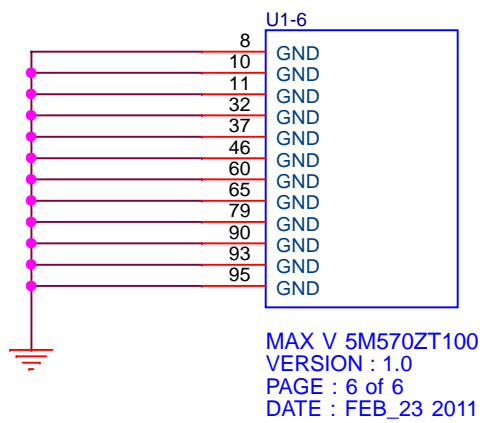 U1-6
8 GND
10 GND
11 GND
32 GND
37 GND
46 GND
60 GND
65 GND
79 GND
90 GND
93 GND
95 GND
MAX V 5M570ZT100
VERSION : 1.0
PAGE : 6 of 6
DATE : FEB_23 2011